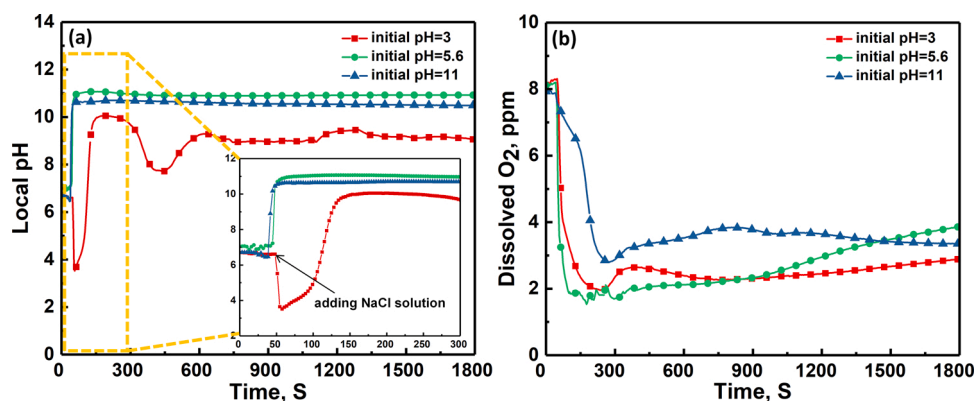 (a)
initial pH=3
initial pH=5.6
initial pH=11
Local pH
14
12
10
8
6
4
2
0
0 300 600 900 1200 1500 1800
Time, S
12
10
8
6
4
2
0 50 100 150 200 250 300
adding NaCl solution
(b)
initial pH=3
initial pH=5.6
initial pH=11
Dissolved O2, ppm
10
8
6
4
2
0
0 300 600 900 1200 1500 1800
Time, S